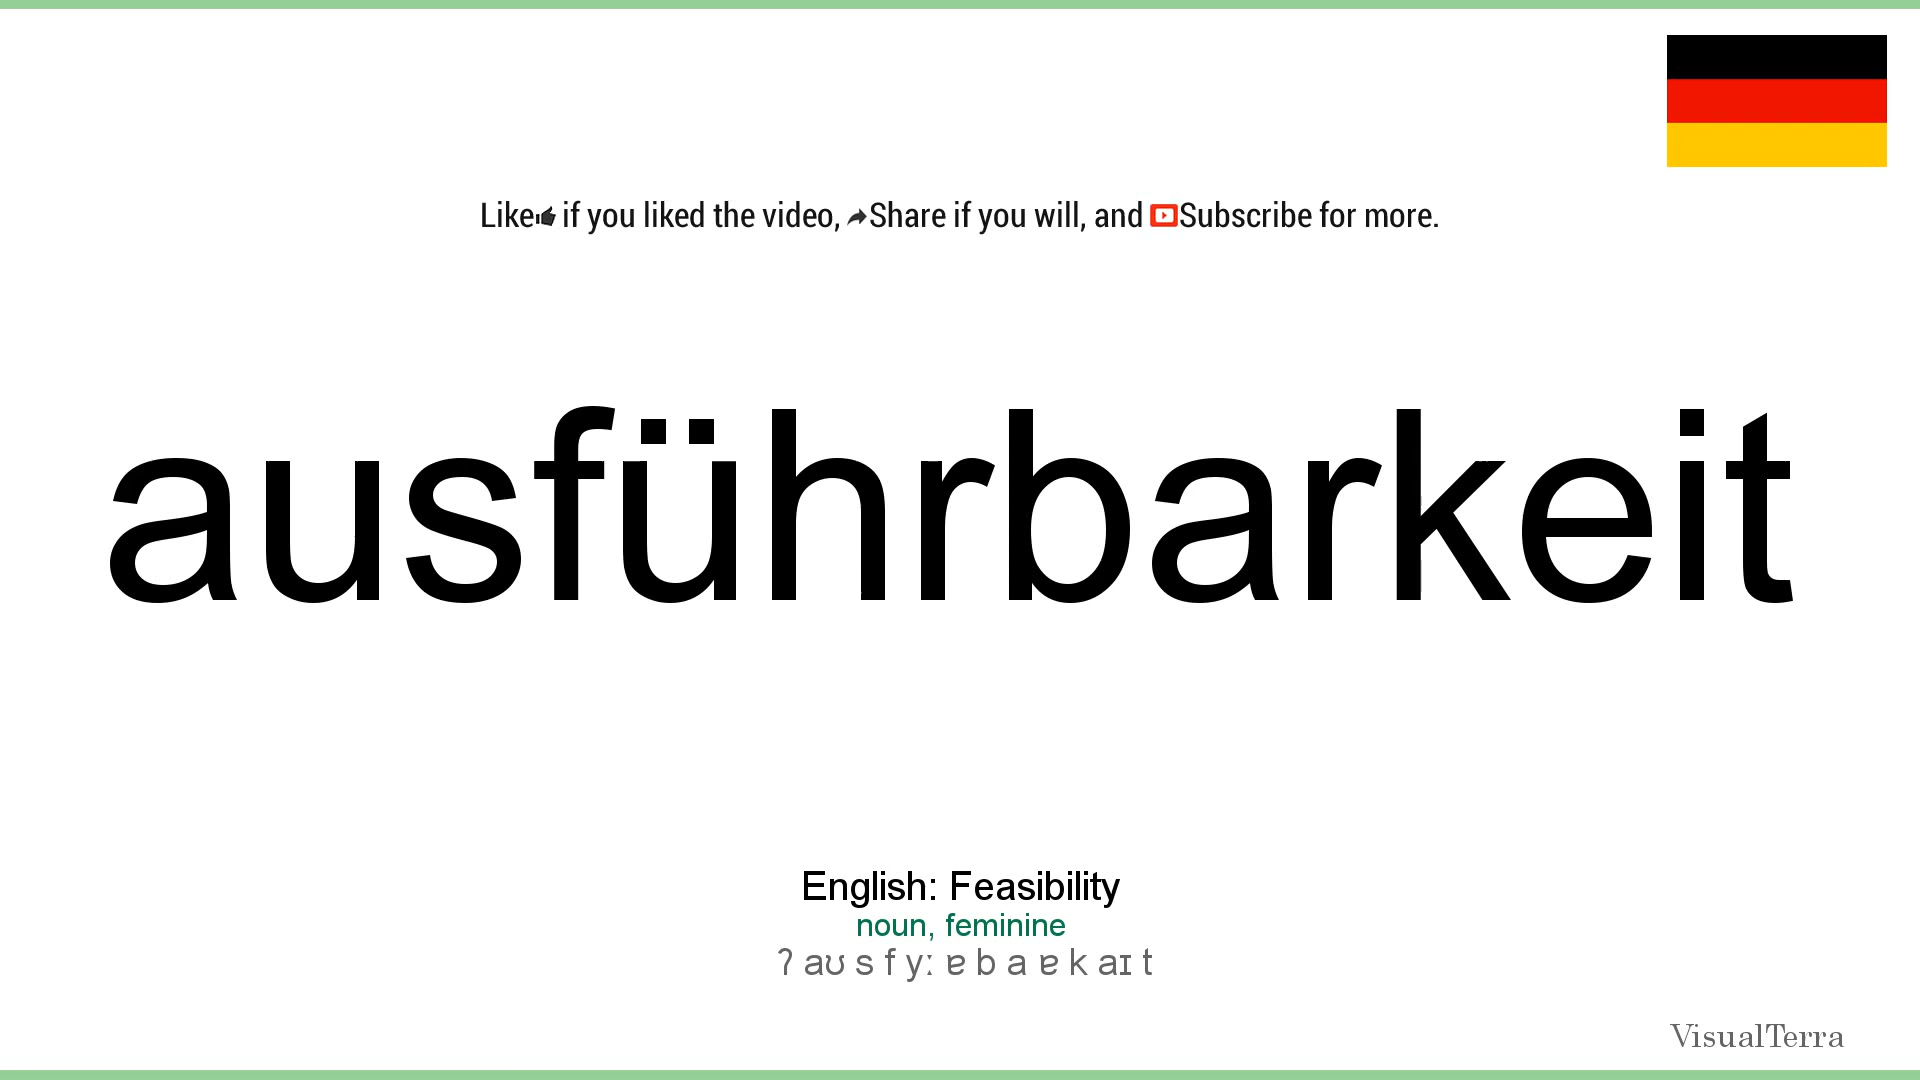 Like if you liked the video, Share if you will, and Subscribe for more.
ausführbarkeit
English: Feasibility
noun, feminine
ʔ aʊ s f yː ɐ b a ɐ k aɪ t
VisualTerra